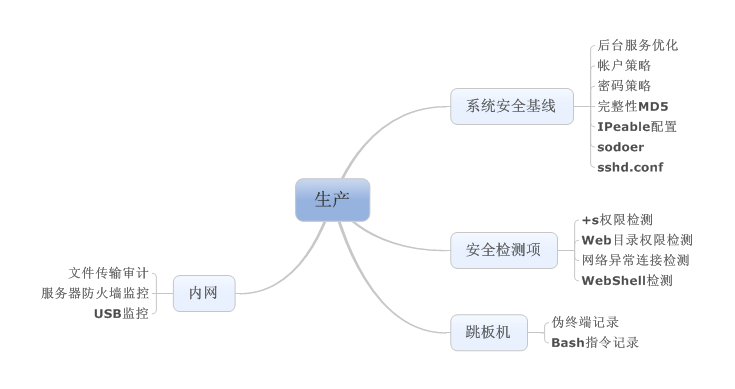 生产
系统安全基线
后台服务优化
帐户策略
密码策略
完整性MD5
IPeable配置
sodoer
sshd.conf
安全检测项
+s权限检测
Web目录权限检测
网络异常连接检测
WebShell检测
跳板机
伪终端记录
Bash指令记录
内网
文件传输审计
服务器防火墙监控
USB监控